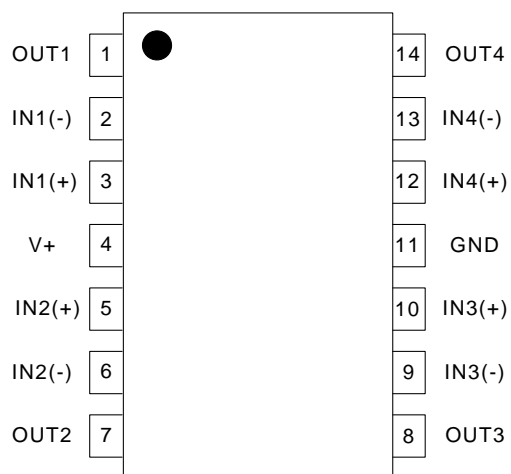 OUT1 1 14 OUT4
IN1(-) 2 13 IN4(-)
IN1(+) 3 12 IN4(+)
V+ 4 11 GND
IN2(+) 5 10 IN3(+)
IN2(-) 6 9 IN3(-)
OUT2 7 8 OUT3